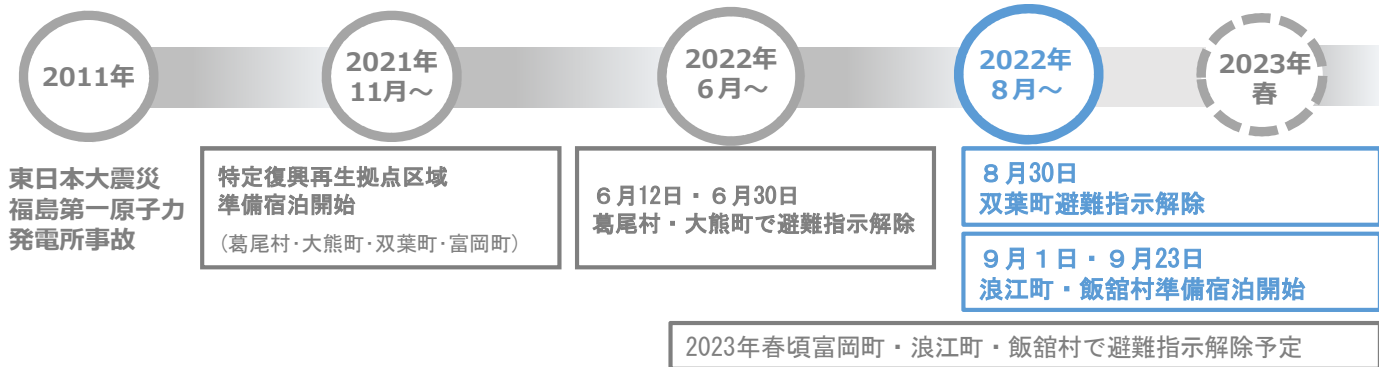 2011年
2021年
11月～
2022年
６月～
2022年
８月～
2023年
春
東日本大震災
福島第一原子力
発電所事故
特定復興再生拠点区域
準備宿泊開始
（葛尾村･大熊町･双葉町･富岡町）
６月12日・６月30日
葛尾村・大熊町で避難指示解除
８月30日
双葉町避難指示解除
９月１日・９月23日
浪江町・飯舘村準備宿泊開始
2023年春頃富岡町・浪江町・飯舘村で避難指示解除予定